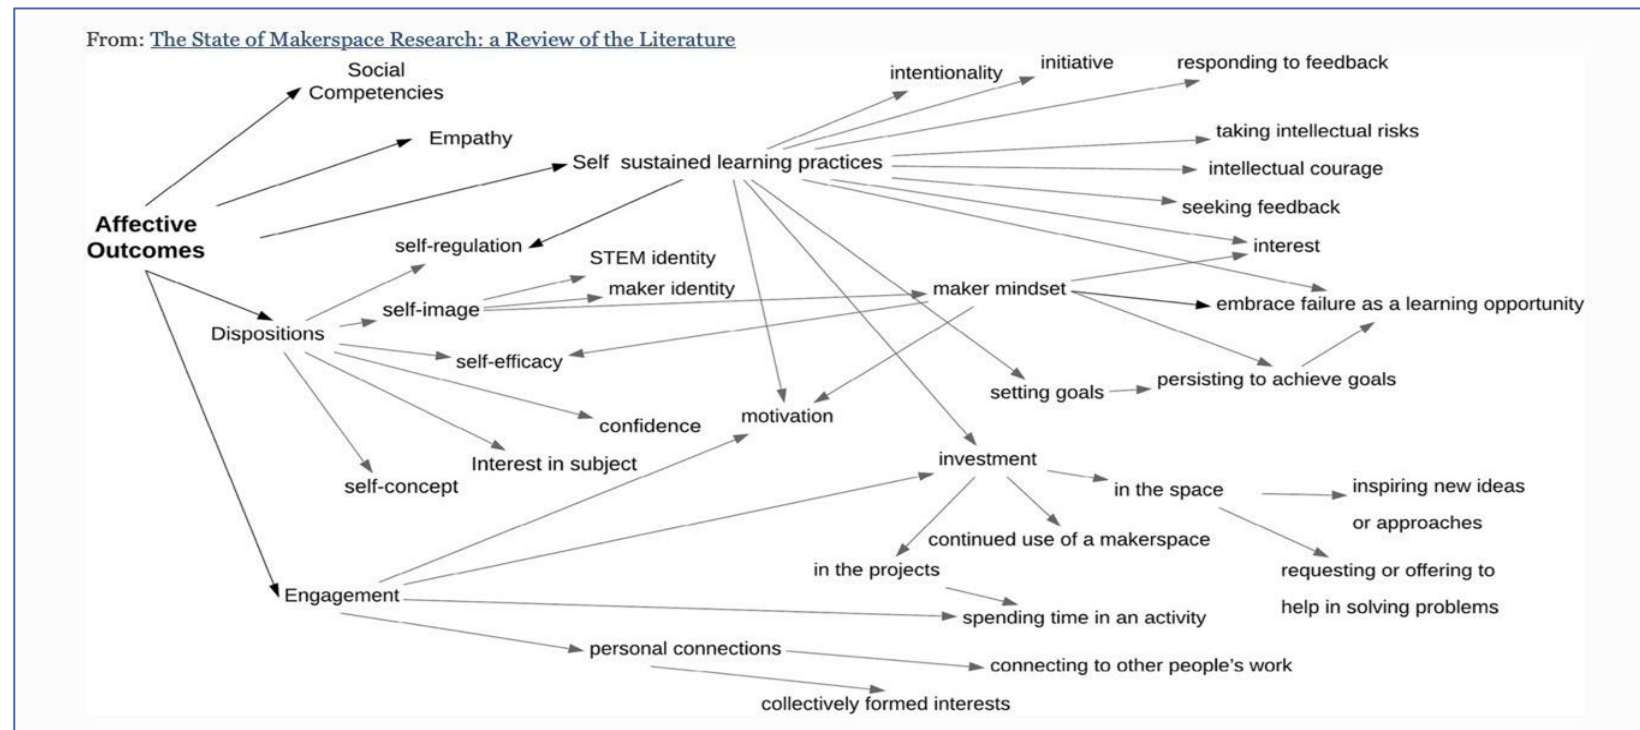 From: The State of Makerspace Research: a Review of the Literature
Social
Competencies
intentionality
initiative
responding to feedback
Empathy
taking intellectual risks
Self  sustained learning practices
intellectual courage
seeking feedback
Affective
Outcomes
self-regulation
interest
STEM identity
maker identity
maker mindset
self-image
embrace failure as a learning opportunity
Dispositions
self-efficacy
persisting to achieve goals
setting goals
motivation
confidence
investment
Interest in subject
self-concept
in the space
inspiring new ideas
or approaches
continued use of a makerspace
in the projects
requesting or offering to
help in solving problems
Engagement
spending time in an activity
personal connections
connecting to other people's work
collectively formed interests